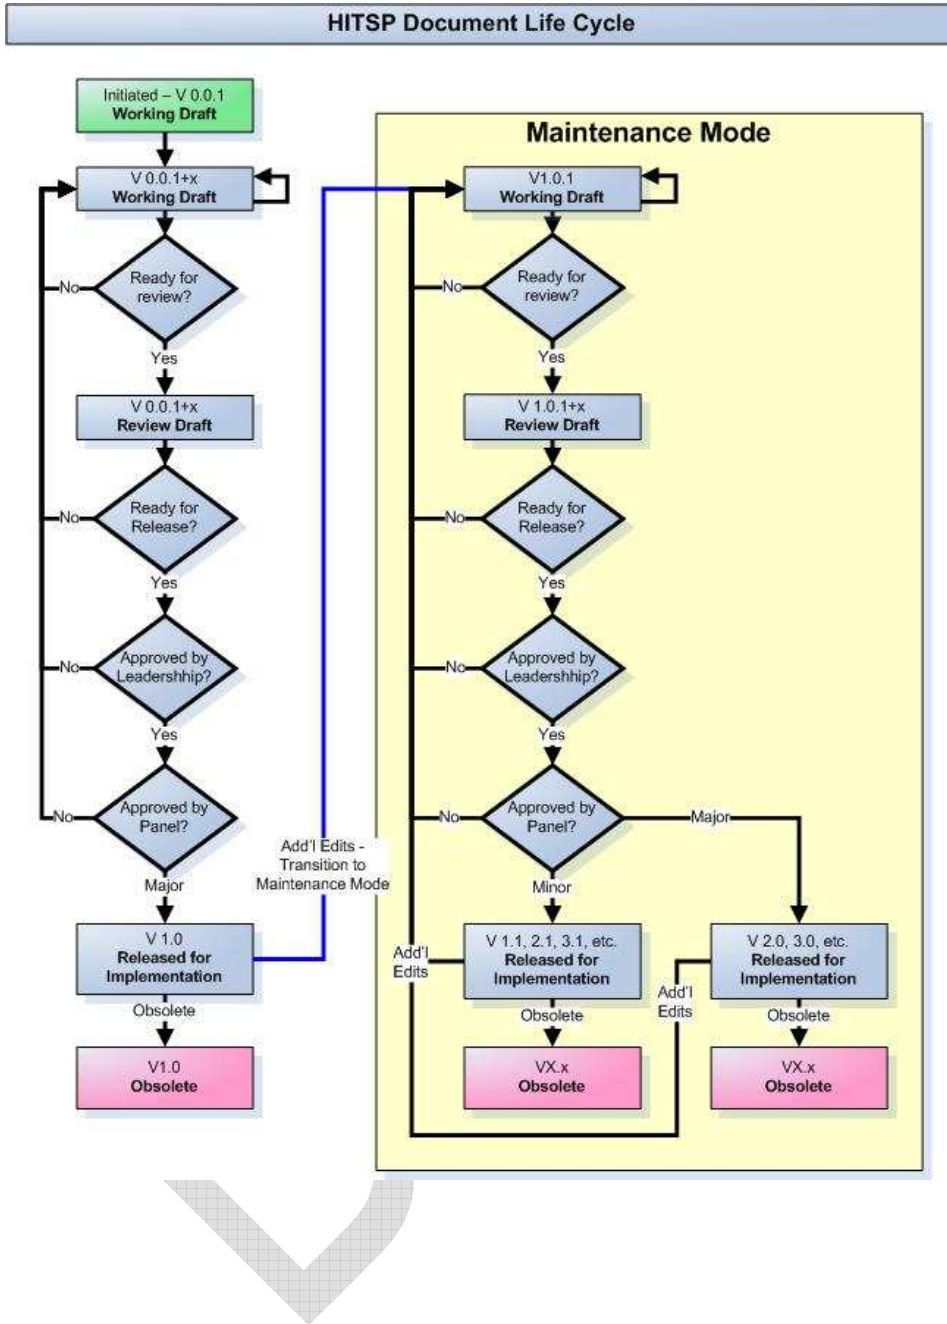 HITSP Document Life Cycle
Initiated – V 0.0.1
Working Draft
V 0.0.1+x
Working Draft
Ready for
review?
No
Yes
V 0.0.1+x
Review Draft
Ready for
Release?
No
Yes
Approved by
Leadershhip?
No
Yes
Approved by
Panel?
No
Major
V 1.0
Released for
Implementation
Obsolete
V1.0
Obsolete
Add'l Edits -
Transition to
Maintenance Mode
Maintenance Mode
V1.0.1
Working Draft
Ready for
review?
No
Yes
V 1.0.1+x
Review Draft
Ready for
Release?
No
Yes
Approved by
Leadershhip?
No
Yes
Approved by
Panel?
No
Major
Minor
V 1.1, 2.1, 3.1, etc.
Released for
Implementation
Add'l
Edits
Obsolete
VX.x
Obsolete
V 2.0, 3.0, etc.
Released for
Implementation
Add'l
Edits
Obsolete
VX.x
Obsolete